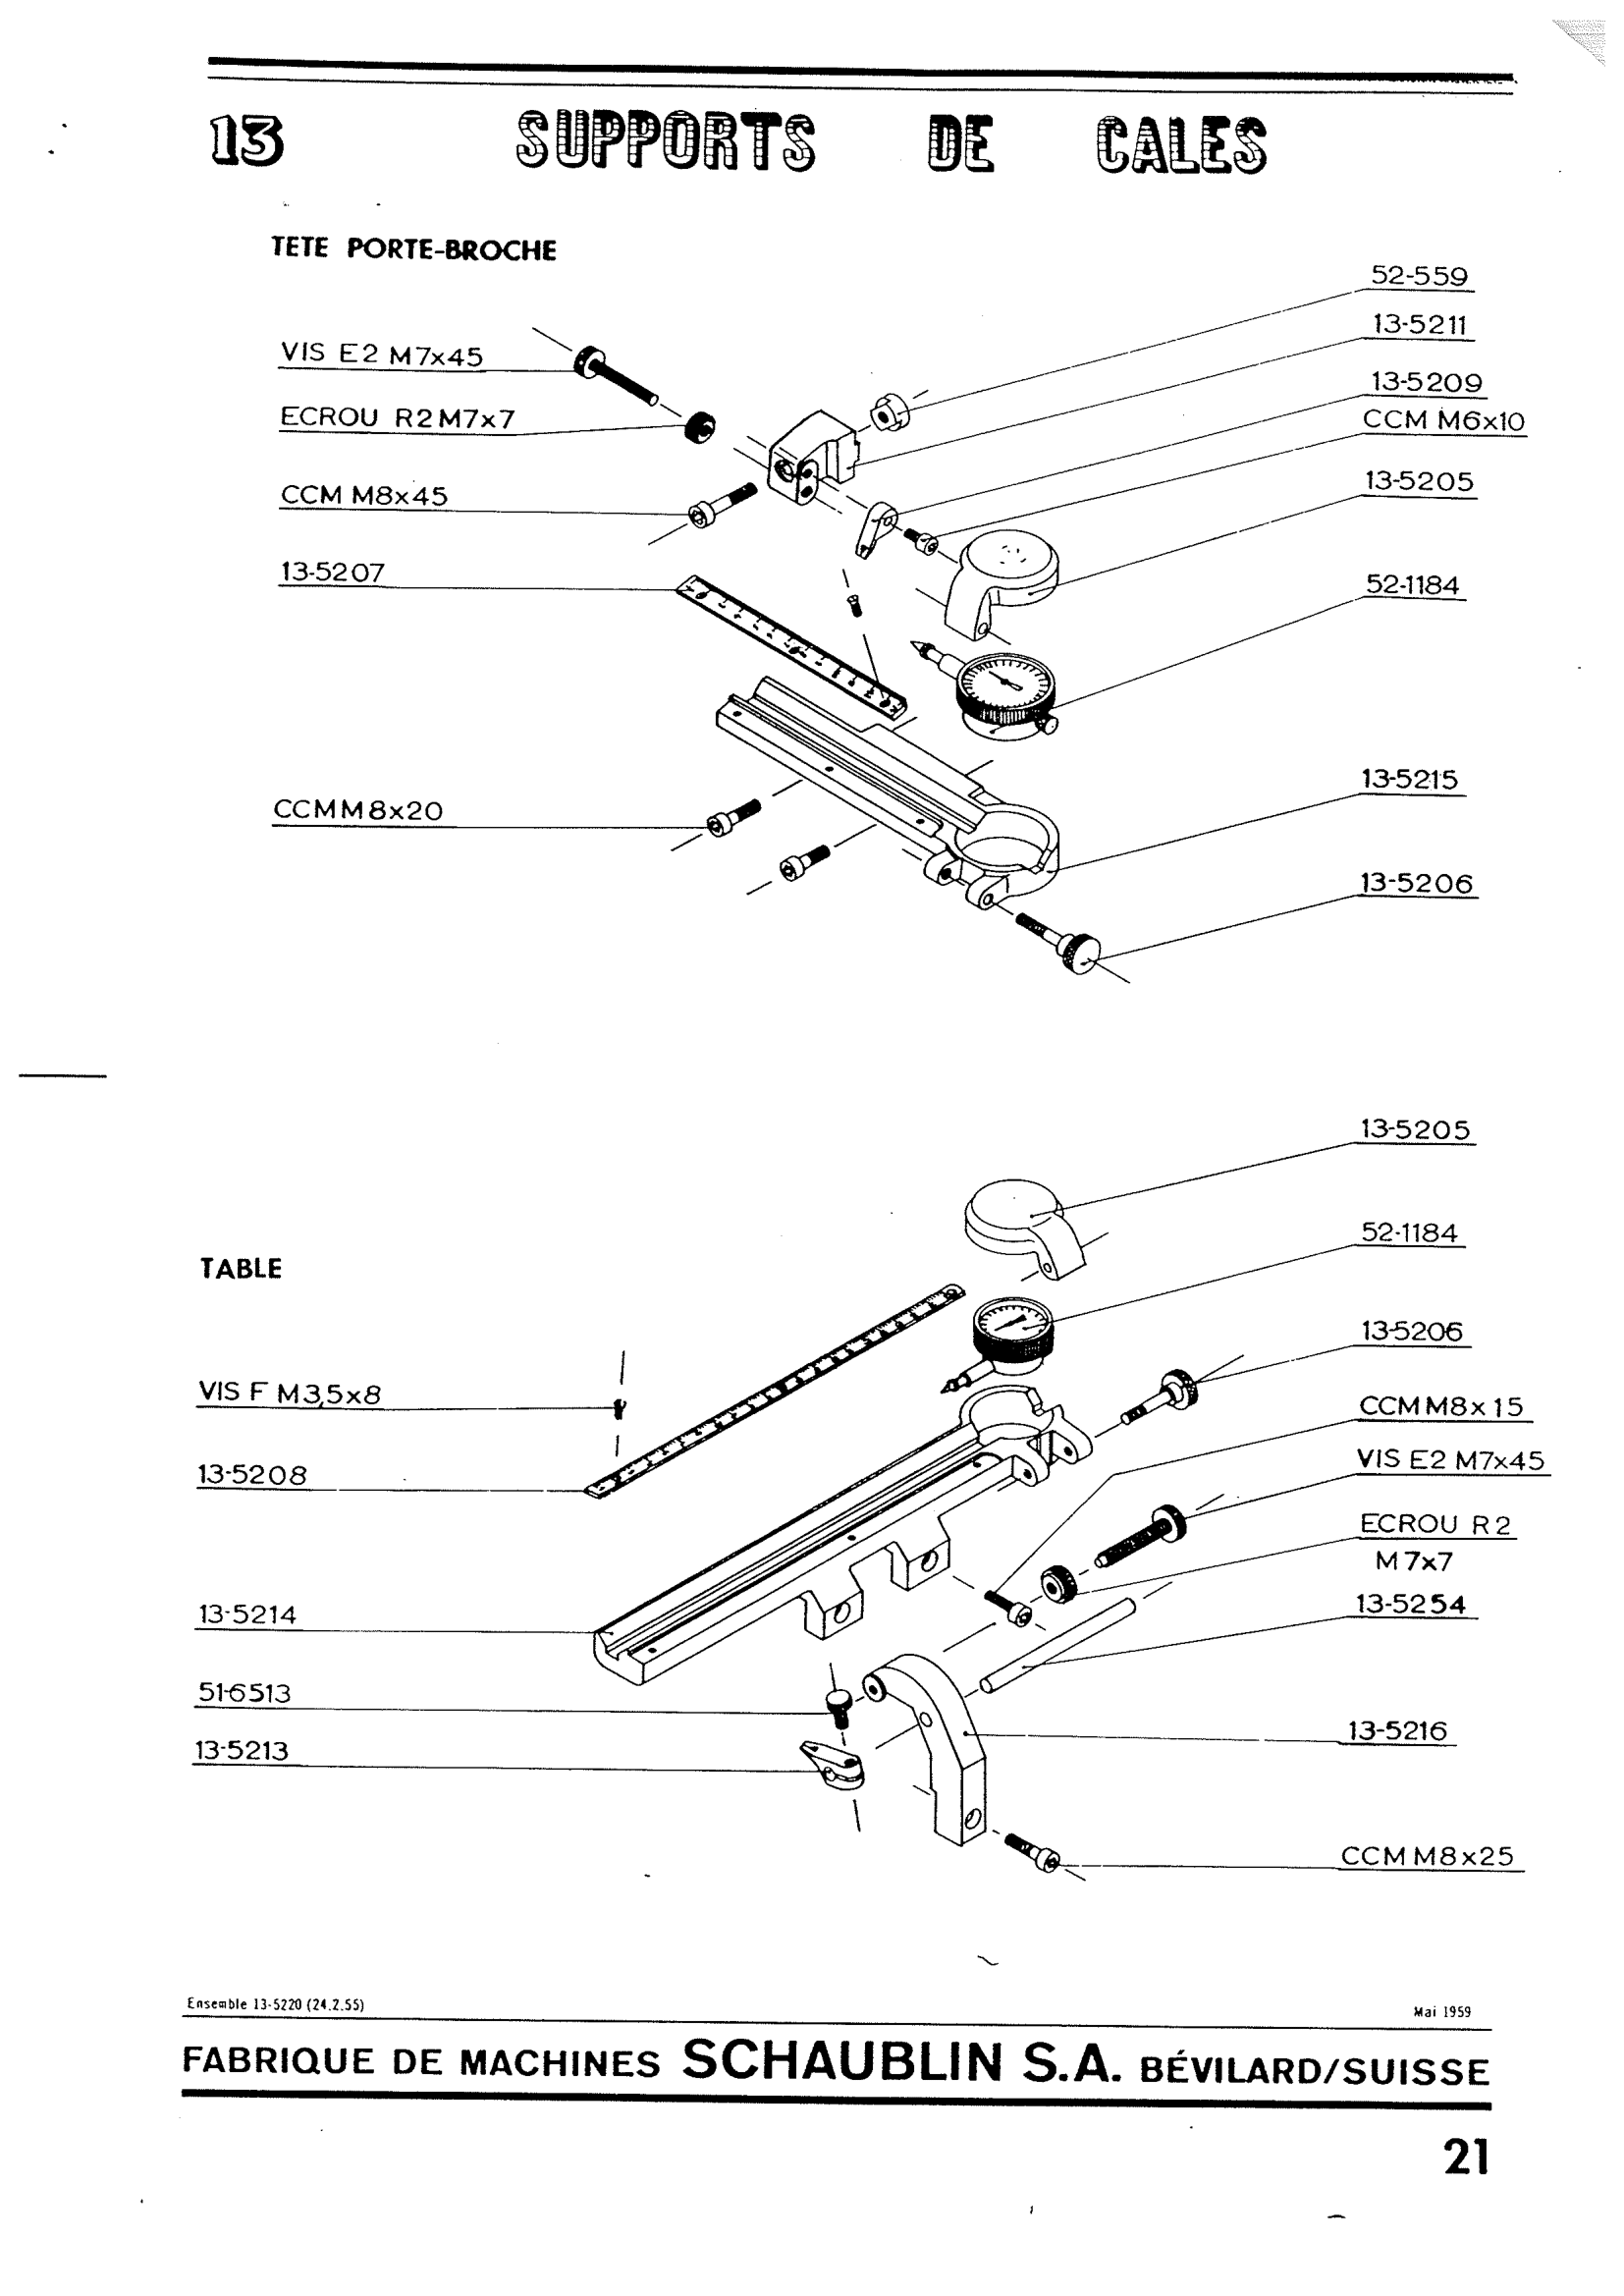 13 SUPPORTS DE CALES
TETE PORTE-BROCHE
52-559
13-5211
VIS E2 M7x45
13-5209
ECROU R2 M7x7
CCM M6x10
CCM M8x45
13-5205
13-5207
52-1184
13-5215
CCM M8x20
13-5206
13-5205
52-1184
TABLE
13-5206
VIS F M3,5x8
CCM M8x15
VIS E2 M7x45
13-5208
ECROU R2
M7x7
13-5254
13-5214
51-6513
13-5216
13-5213
CCM M8x25
Ensemble 13-5220 (24.2.55)
Mai 1959
FABRIQUE DE MACHINES SCHAUBLIN S.A. BÉVILARD/SUISSE
21